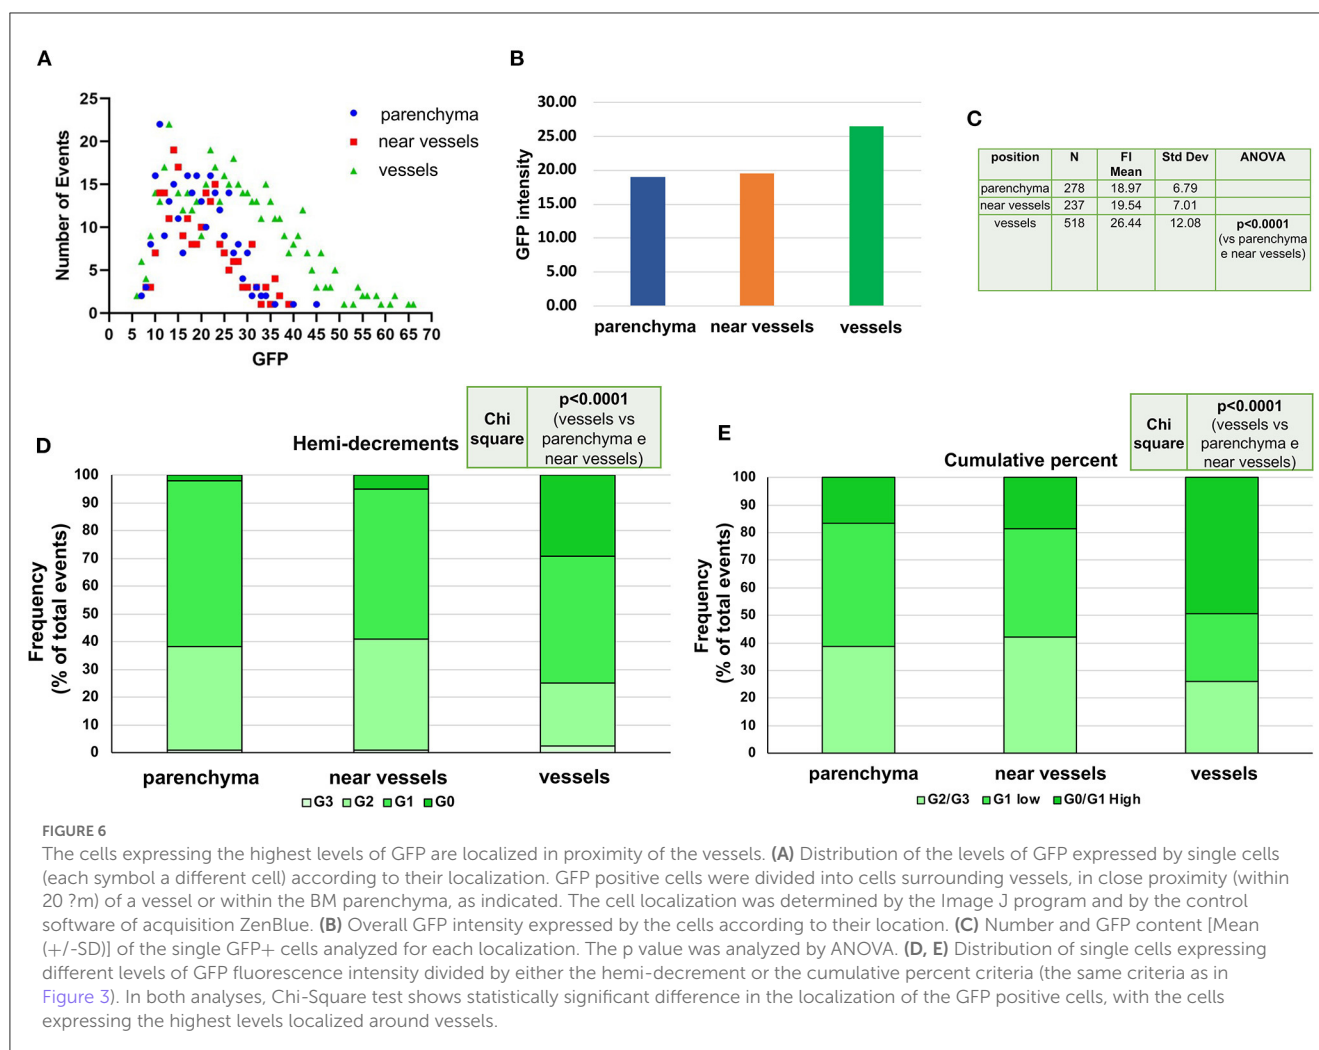 A
25
20
15
10
5
0
Number of Events
0 5 10 15 20 25 30 35 40 45 50 55 60 65 70
GFP
parenchyma
near vessels
vessels
B
30.00
25.00
20.00
15.00
10.00
5.00
0.00
GFP intensity
parenchyma near vessels vessels
C
position N FI Mean Std Dev ANOVA
parenchyma 278 18.97 6.79
near vessels 237 19.54 7.01
vessels 518 26.44 12.08 p<0.0001
(vs parenchyma
e near vessels)
D
Hemi-decrements
Chi
square
p<0.0001
(vessels vs
parenchyma e
near vessels)
100
90
80
70
60
50
40
30
20
10
0
Frequency
(% of total events)
parenchyma near vessels vessels
G3 G2 G1 G0
E
Cumulative percent
Chi
square
p<0.0001
(vessels vs
parenchyma e
near vessels)
100
90
80
70
60
50
40
30
20
10
0
Frequency
(% of total events)
parenchyma near vessels vessels
G2/G3 G1 low G0/G1 High
FIGURE 6
The cells expressing the highest levels of GFP are localized in proximity of the vessels. (A) Distribution of the levels of GFP expressed by single cells
(each symbol a different cell) according to their localization. GFP positive cells were divided into cells surrounding vessels, in close proximity (within
20 ?m) of a vessel or within the BM parenchyma, as indicated. The cell localization was determined by the Image J program and by the control
software of acquisition ZenBlue. (B) Overall GFP intensity expressed by the cells according to their location. (C) Number and GFP content [Mean
(+/-SD)] of the single GFP+ cells analyzed for each localization. The p value was analyzed by ANOVA. (D, E) Distribution of single cells expressing
different levels of GFP fluorescence intensity divided by either the hemi-decrement or the cumulative percent criteria (the same criteria as in
Figure 3). In both analyses, Chi-Square test shows statistically significant difference in the localization of the GFP positive cells, with the cells
expressing the highest levels localized around vessels.